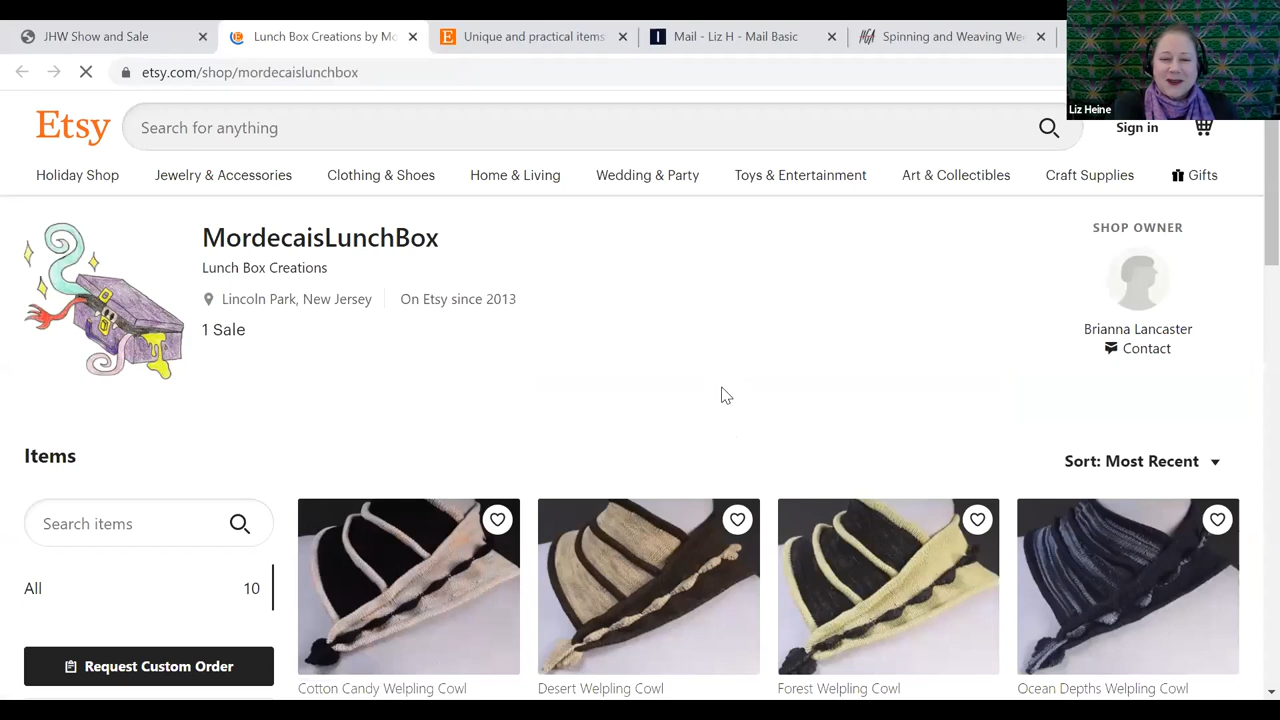 JHW Show and Sale
Lunch Box Creations by Mo
Unique and practical items
Mail - Liz H - Mail Basic
Spinning and Weaving Wee
etsy.com/shop/mordecaislunchbox
Liz Heine
Etsy
Search for anything
Sign in
Holiday Shop
Jewelry & Accessories
Clothing & Shoes
Home & Living
Wedding & Party
Toys & Entertainment
Art & Collectibles
Craft Supplies
Gifts
MordecaisLunchBox
Lunch Box Creations
Lincoln Park, New Jersey
On Etsy since 2013
1 Sale
SHOP OWNER
Brianna Lancaster
Contact
Items
Sort: Most Recent
Search items
All
10
Request Custom Order
Cotton Candy Welpling Cowl
Desert Welpling Cowl
Forest Welpling Cowl
Ocean Depths Welpling Cowl